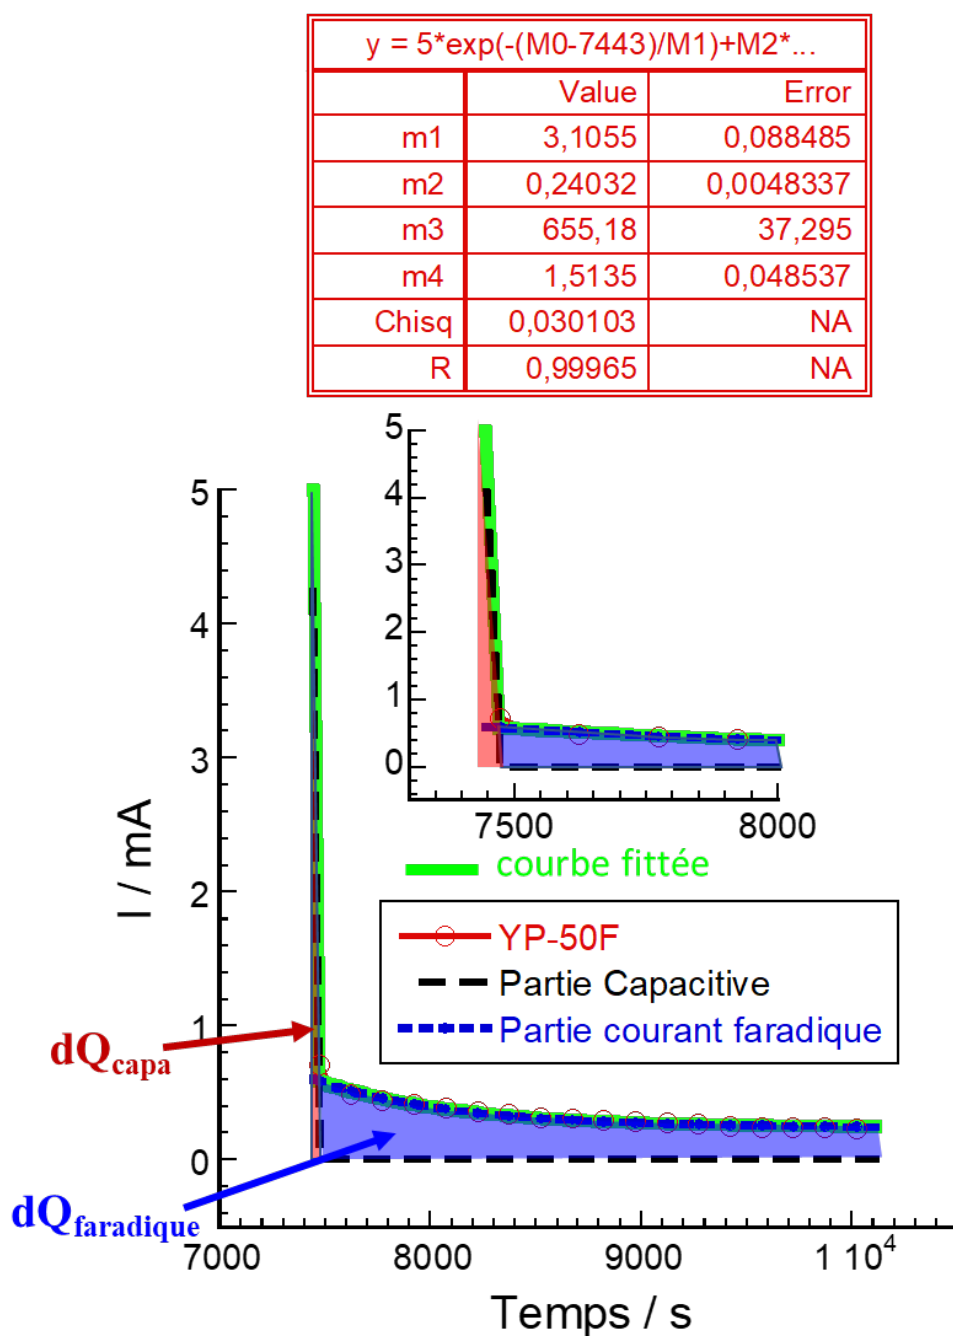 y = 5*exp(-(M0-7443)/M1)+M2*...
Value Error
m1 3,1055 0,088485
m2 0,24032 0,0048337
m3 655,18 37,295
m4 1,5135 0,048537
Chisq 0,030103 NA
R 0,99965 NA
5
4
3
2
1
0
7500 8000
5
4
3
2
1
0
I / mA
courbe fittée
YP-50F
Partie Capacitive
Partie courant faradique
dQcapa
dQfaradique
7000 8000 9000 1 10⁴
Temps / s